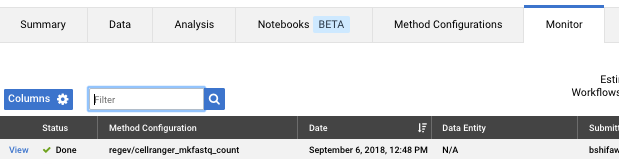 Summary Data Analysis Notebooks BETA Method Configurations Monitor
Esti
Workflows
Columns Filter
Status Method Configuration Date Data Entity Submitt
View Done regev/cellranger_mkfastq_count September 6, 2018, 12:48 PM N/A bshifaw